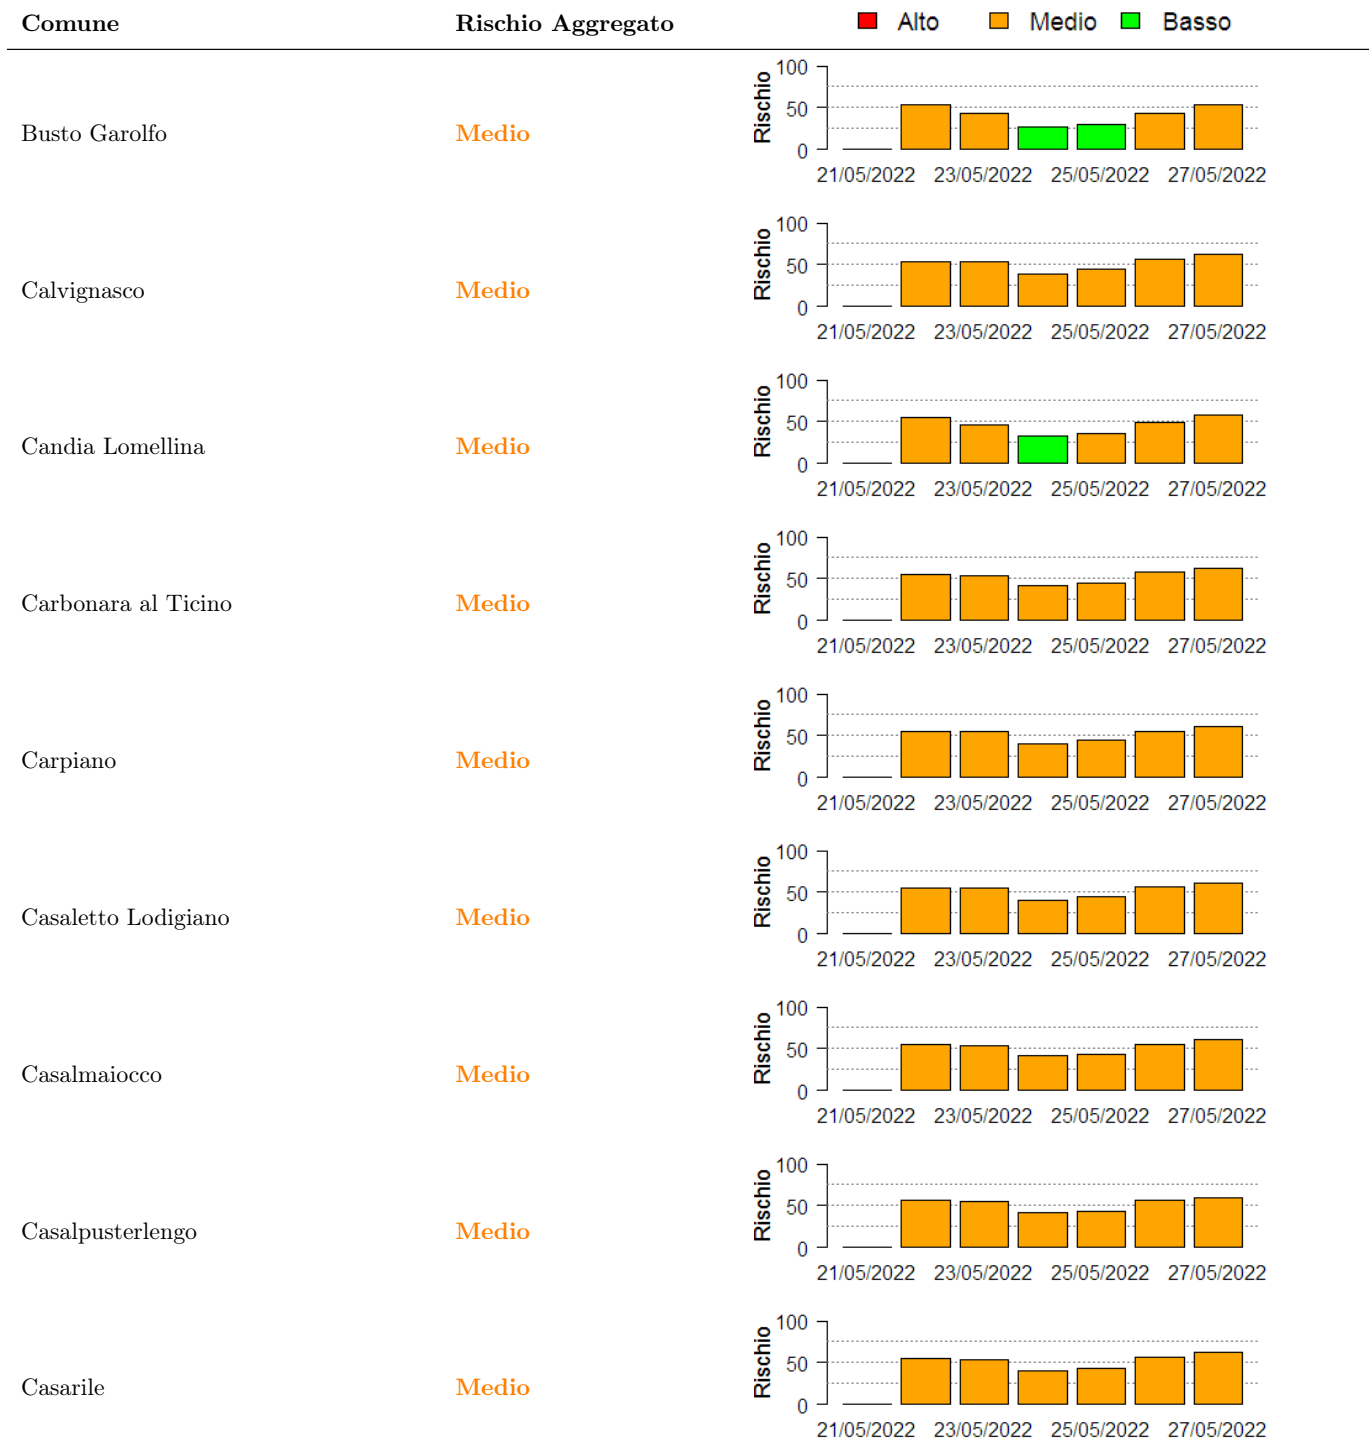 Comune Rischio Aggregato Alto Medio Basso
100
50
0
Rischio
Busto Garolfo Medio
21/05/2022 23/05/2022 25/05/2022 27/05/2022
100
50
0
Rischio
Calvignasco Medio
21/05/2022 23/05/2022 25/05/2022 27/05/2022
100
50
0
Rischio
Candia Lomellina Medio
21/05/2022 23/05/2022 25/05/2022 27/05/2022
100
50
0
Rischio
Carbonara al Ticino Medio
21/05/2022 23/05/2022 25/05/2022 27/05/2022
100
50
0
Rischio
Carpiano Medio
21/05/2022 23/05/2022 25/05/2022 27/05/2022
100
50
0
Rischio
Casaletto Lodigiano Medio
21/05/2022 23/05/2022 25/05/2022 27/05/2022
100
50
0
Rischio
Casalmaiocco Medio
21/05/2022 23/05/2022 25/05/2022 27/05/2022
100
50
0
Rischio
Casalpusterlengo Medio
21/05/2022 23/05/2022 25/05/2022 27/05/2022
100
50
0
Rischio
Casarile Medio
21/05/2022 23/05/2022 25/05/2022 27/05/2022